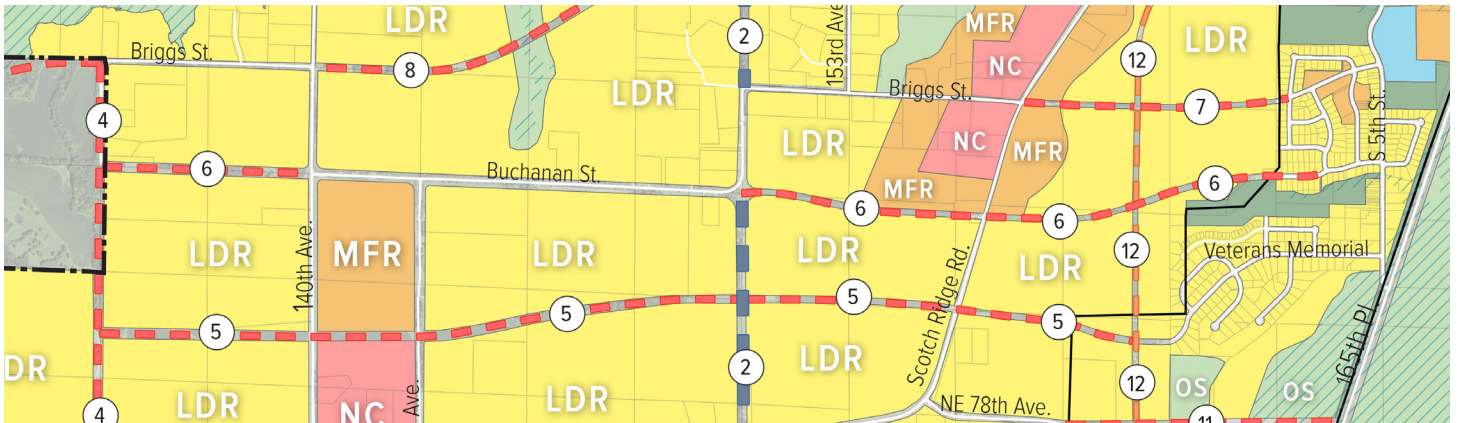 LDR
MFR
LDR
2
153rd Ave
12
Briggs St.
8
NC
LDR
Briggs St.
7
4
S 5th St.
LDR
NC
MFR
6
Buchanan St.
MFR
6
6
6
140th Ave.
LDR
MFR
LDR
LDR
Scotch Ridge Rd.
LDR
12
Veterans Memorial
5
5
5
5
165th Pl
DR
LDR
2
LDR
12
OS
OS
4
LDR
NC
Ave.
LDR
NE 78th Ave.
11